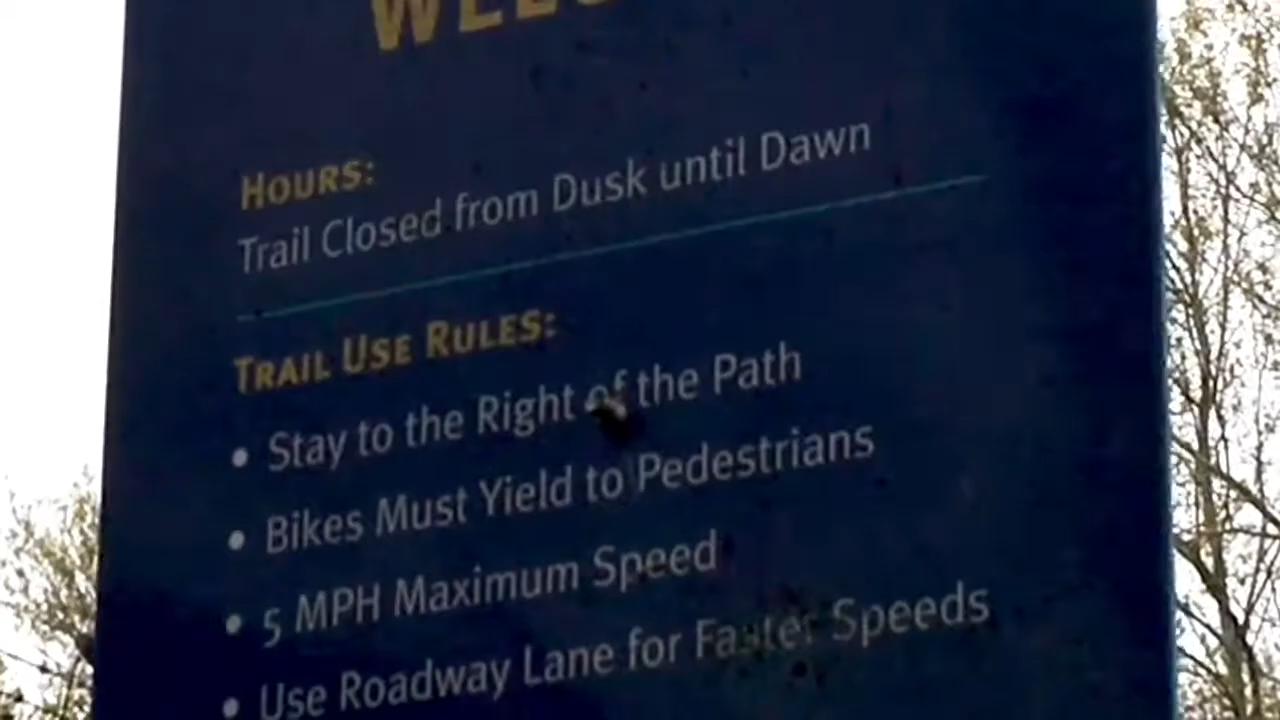 HOURS:
Trail Closed from Dusk until Dawn
TRAIL USE RULES:
• Stay to the Right of the Path
• Bikes Must Yield to Pedestrians
• 5 MPH Maximum Speed
• Use Roadway Lane for Faster Speeds